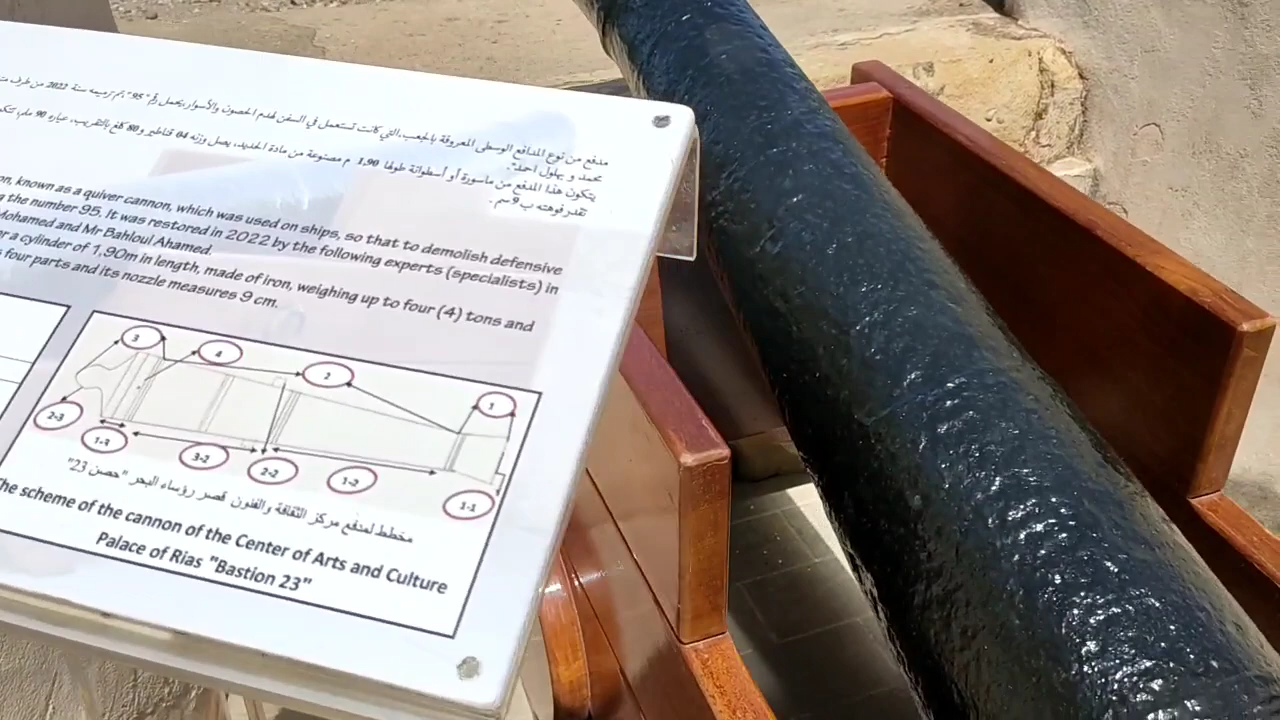 مدفع من نوع المدافع الوسطى المعروفة بالجعب، التي كانت تستعمل في السفن لهدم الحصون والأسوار يحمل رقم "95"، تم ترميمه سنة 2022 من طرف
محمد و بهلول احمد".
يتكون هذا المدفع من ماسورة أو أسطوانة طولها 1,90 م مصنوعة من مادة الحديد، يصل وزنه 04 قناطير و 80 كلغ بالتقريب، عياره 90 ملم،
تقدر فوهته ب 9سم.
on, known as a quiver cannon, which was used on ships, so that to demolish defensive
the number 95. It was restored in 2022 by the following experts (specialists) in
Mohamed and Mr Bahloul Ahamed.
r a cylinder of 1,90m in length, made of iron, weighing up to four (4) tons and
four parts and its nozzle measures 9 cm.
3
4
2
1
2-3
1-3
3-2
2-2
1-2
1-1
مخطط لمدفع مركز الثقافة والفنون قصر رؤساء البحر "حصن 23"
The scheme of the cannon of the Center of Arts and Culture
Palace of Rias "Bastion 23"